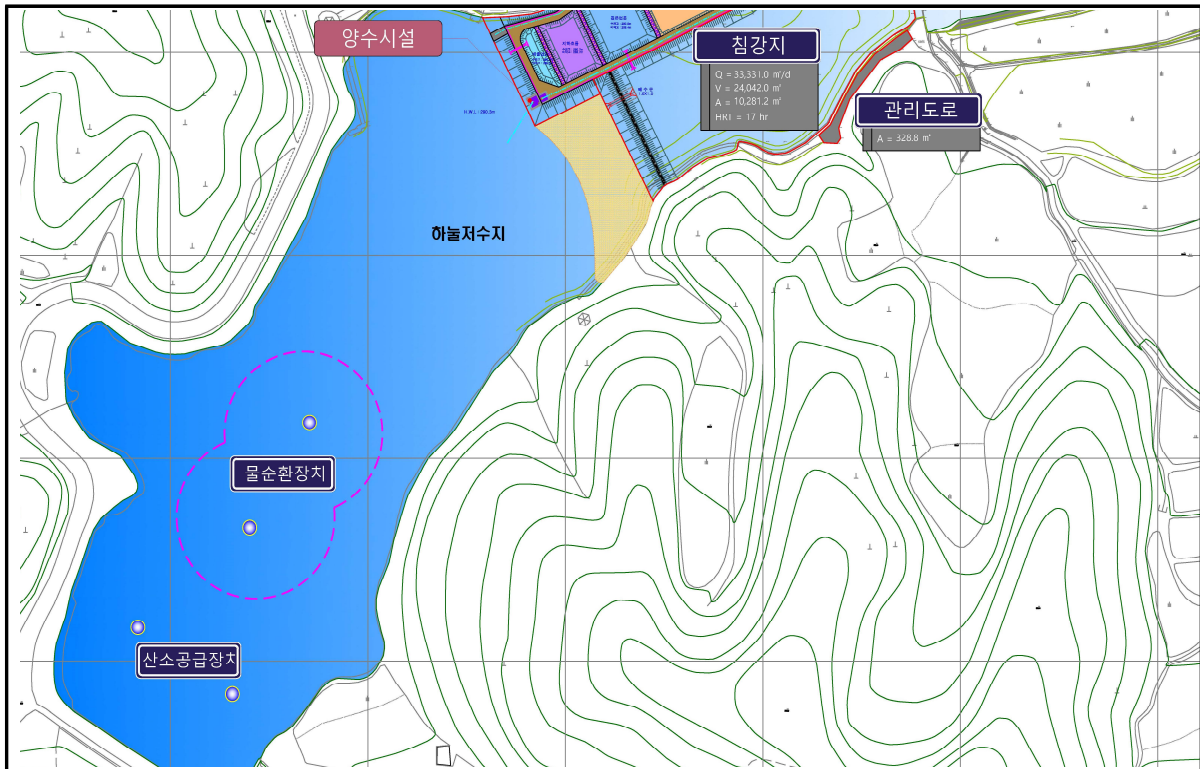 양수시설
침강지
Q = 33,331.0 ㎥/d
V = 24,042.0 ㎥
A = 10,281.2 ㎡
HRT = 17 hr
관리도로
A = 328.8 ㎡
하늘저수지
물순환장치
산소공급장치